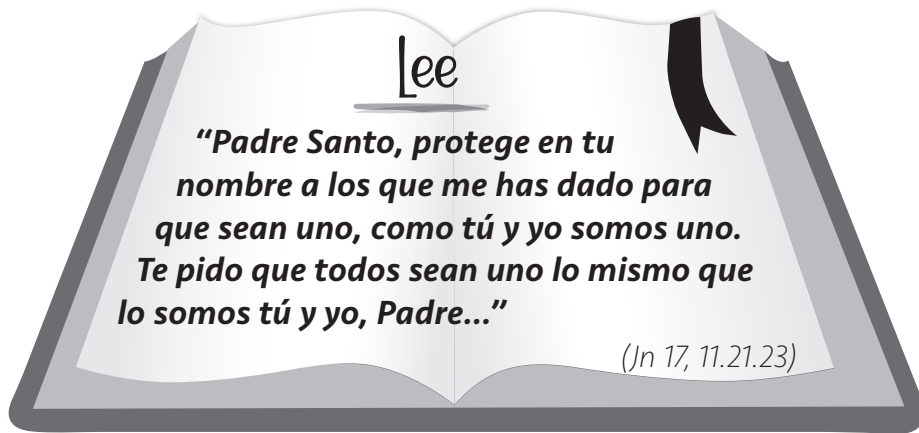 Lee
“Padre Santo, protege en tu
nombre a los que me has dado para
que sean uno, como tú y yo somos uno.
Te pido que todos sean uno lo mismo que
lo somos tú y yo, Padre...”
(Jn 17, 11.21.23)